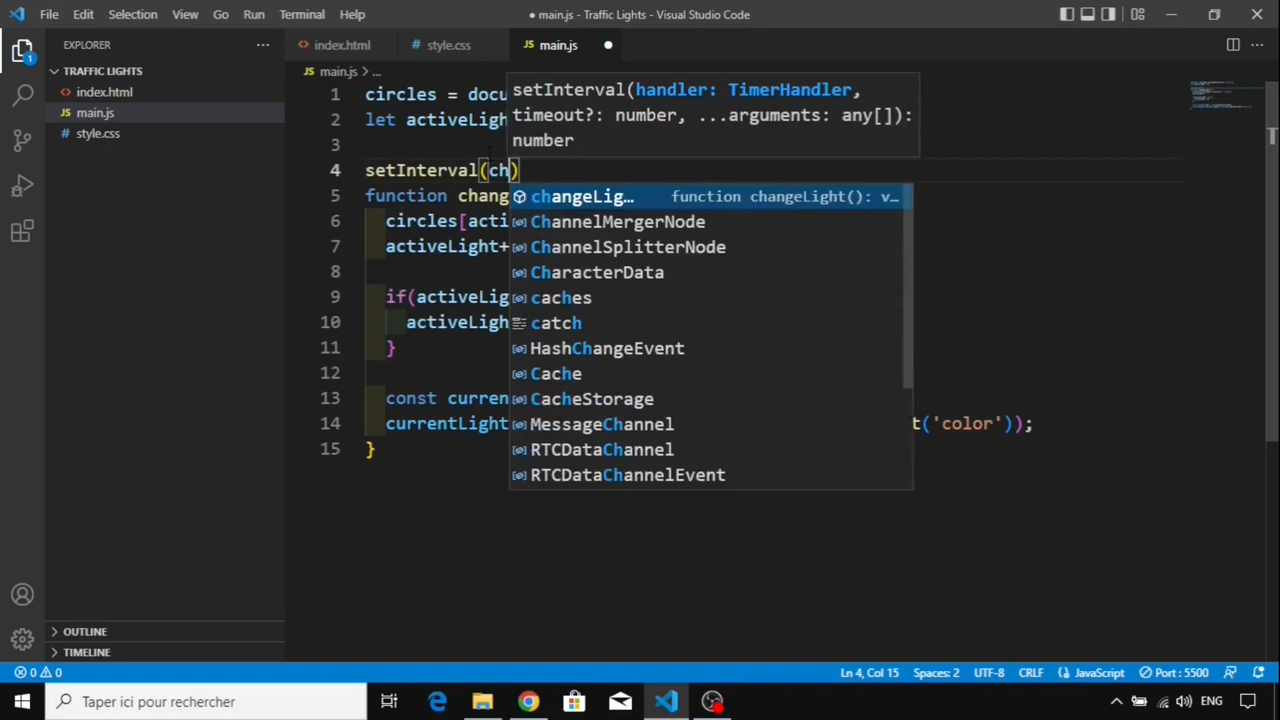 File Edit Selection View Go Run Terminal Help
main.js - Traffic Lights - Visual Studio Code
EXPLORER
TRAFFIC LIGHTS
index.html
main.js
style.css
OUTLINE
TIMELINE
index.html
style.css
main.js
main.js > ...
1 circles = docu
2 let activeLigh
3
4 setInterval(ch)
5 function chang
6 circles[acti
7 activeLight+
8
9 if(activeLig
10 activeLigh
11 }
12
13 const curren
14 currentLight t('color'));
15 }
setInterval(handler: TimerHandler,
timeout?: number, ...arguments: any[]):
number
changeLig… function changeLight(): v…
ChannelMergerNode
ChannelSplitterNode
CharacterData
caches
catch
HashChangeEvent
Cache
CacheStorage
MessageChannel
RTCDataChannel
RTCDataChannelEvent
1
0 0
Ln 4, Col 15 Spaces: 2 UTF-8 CRLF {} JavaScript Port : 5500
Taper ici pour rechercher
ENG